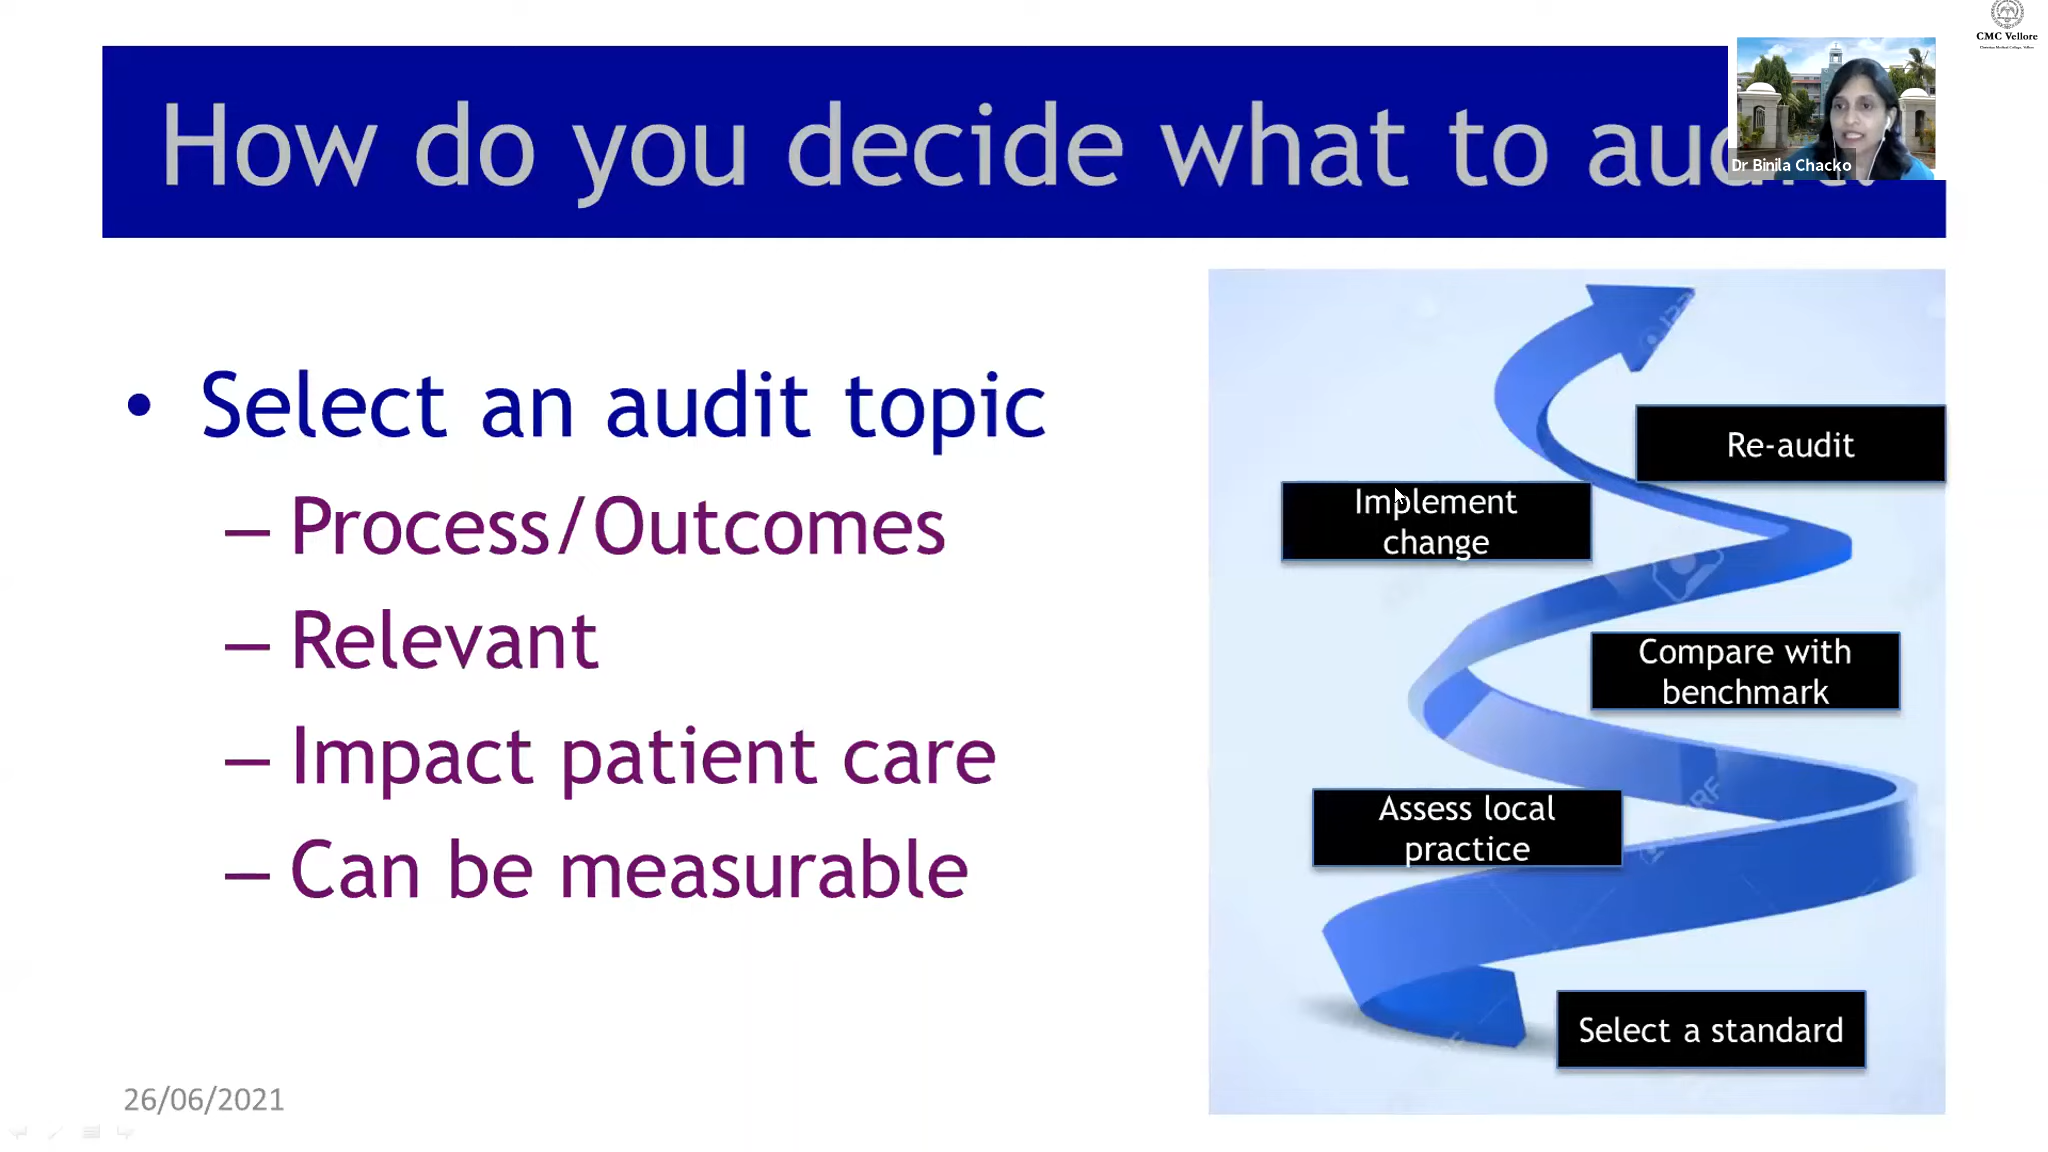 CMC Vellore
How do you decide what to
Dr Binila Chacko
• Select an audit topic
– Process/Outcomes
– Relevant
– Impact patient care
– Can be measurable
Re-audit
Implement
change
Compare with
benchmark
Assess local
practice
Select a standard
26/06/2021